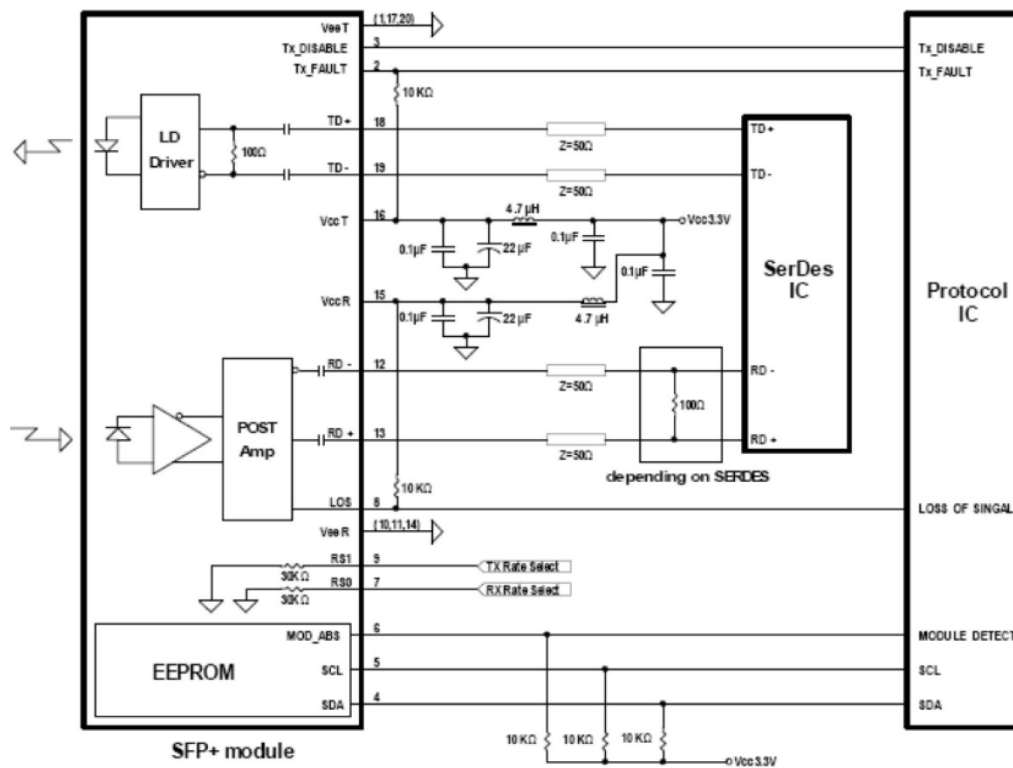 VeeT (1,17,20)
Tx_DISABLE 3 Tx_DISABLE
Tx_FAULT 2 Tx_FAULT
10 KΩ
LD
Driver
100Ω
TD+ 18 TD+
Z=50Ω
TD- 19 TD-
Z=50Ω
4.7 µH
VccT 16 Vcc3.3V
0.1µF 22 µF 0.1µF
0.1µF
SerDes
IC
Protocol
IC
VccR 15
0.1µF 22 µF 4.7 µH
RD - 12 RD -
Z=50Ω
100Ω
POST
Amp
RD + 13 RD +
Z=50Ω
depending on SERDES
10 KΩ
LOS 8 LOSS OF SINGAL
VeeR (10,11,14)
RS1 9 TX Rate Select
30KΩ
RS0 7 RX Rate Select
30KΩ
MOD_ABS 6 MODULE DETECT
EEPROM
SCL 5 SCL
SDA 4 SDA
10 KΩ 10 KΩ 10 KΩ
Vcc3.3V
SFP+ module